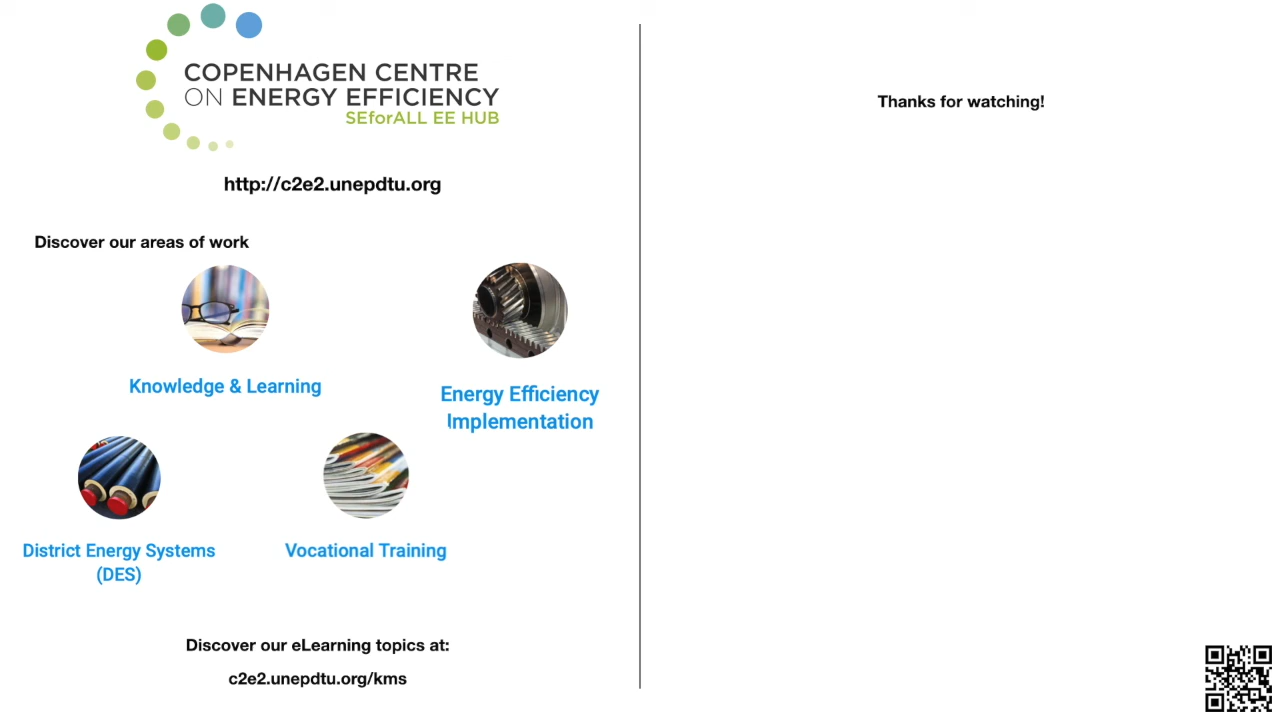 COPENHAGEN CENTRE
ON ENERGY EFFICIENCY
SEforALL EE HUB
http://c2e2.unepdtu.org
Discover our areas of work
Knowledge & Learning
Energy Efficiency
Implementation
District Energy Systems
(DES)
Vocational Training
Discover our eLearning topics at:
c2e2.unepdtu.org/kms
Thanks for watching!